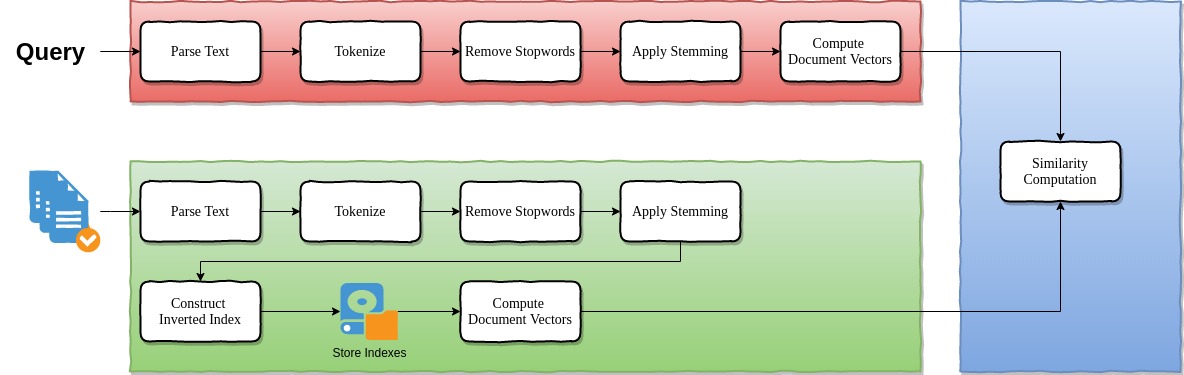 Query
Parse Text
Tokenize
Remove Stopwords
Apply Stemming
Compute
Document Vectors
Similarity
Computation
Parse Text
Tokenize
Remove Stopwords
Apply Stemming
Construct
Inverted Index
Store Indexes
Compute
Document Vectors